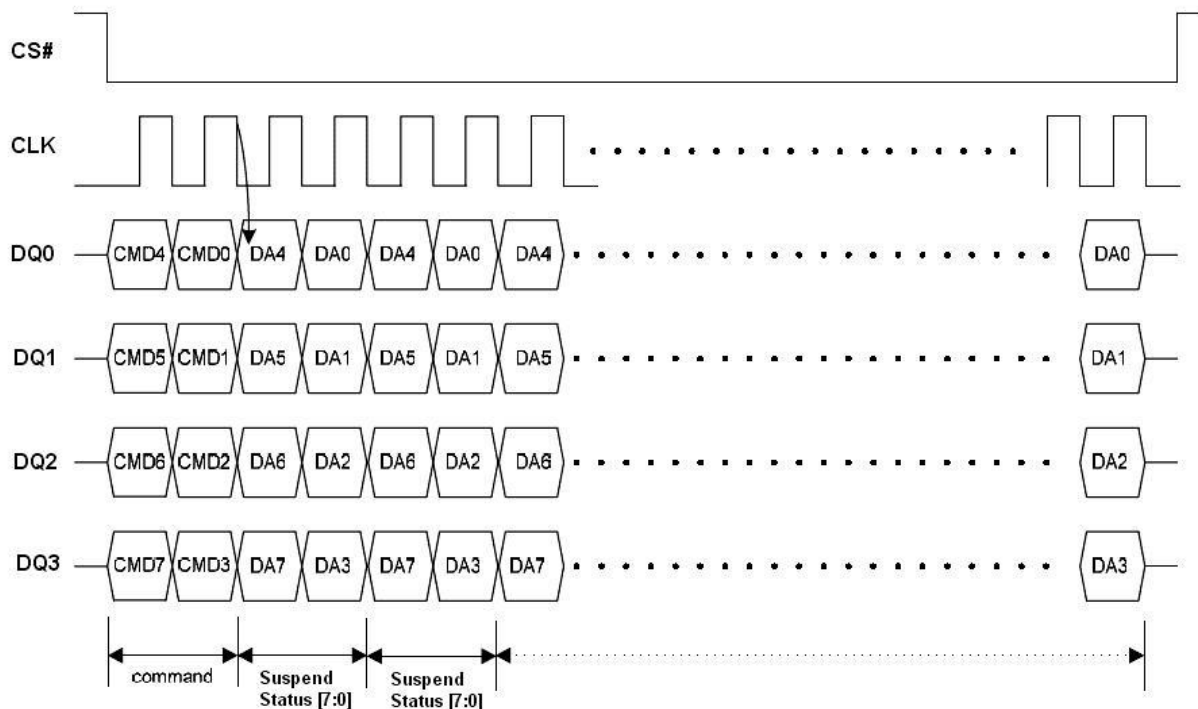 CS#
CLK
DQ0 CMD4 CMD0 DA4 DA0 DA4 DA0 DA4 DA0
DQ1 CMD5 CMD1 DA5 DA1 DA5 DA1 DA5 DA1
DQ2 CMD6 CMD2 DA6 DA2 DA6 DA2 DA6 DA2
DQ3 CMD7 CMD3 DA7 DA3 DA7 DA3 DA7 DA3
command
Suspend
Status [7:0]
Suspend
Status [7:0]